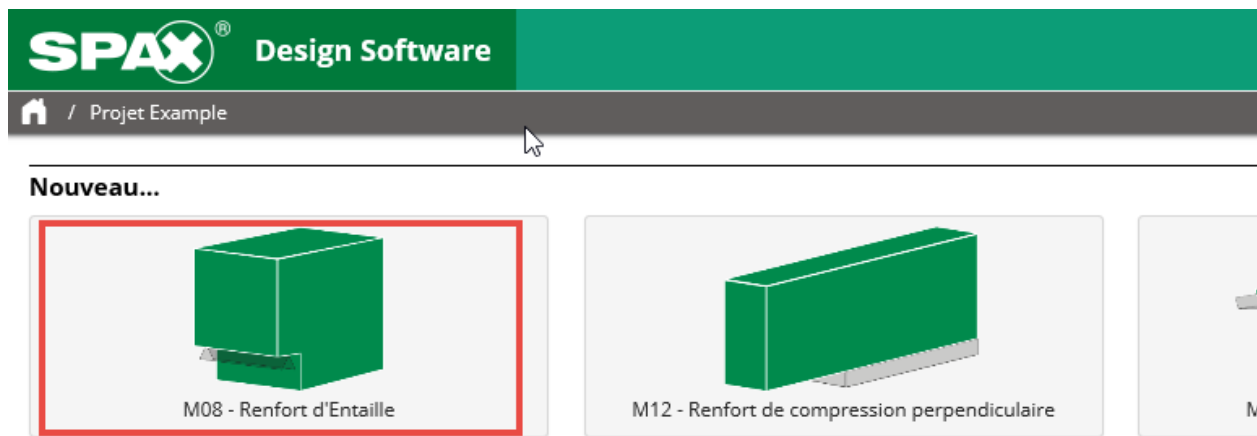 SPAX® Design Software
/ Projet Example
Nouveau...
M08 - Renfort d'Entaille
M12 - Renfort de compression perpendiculaire